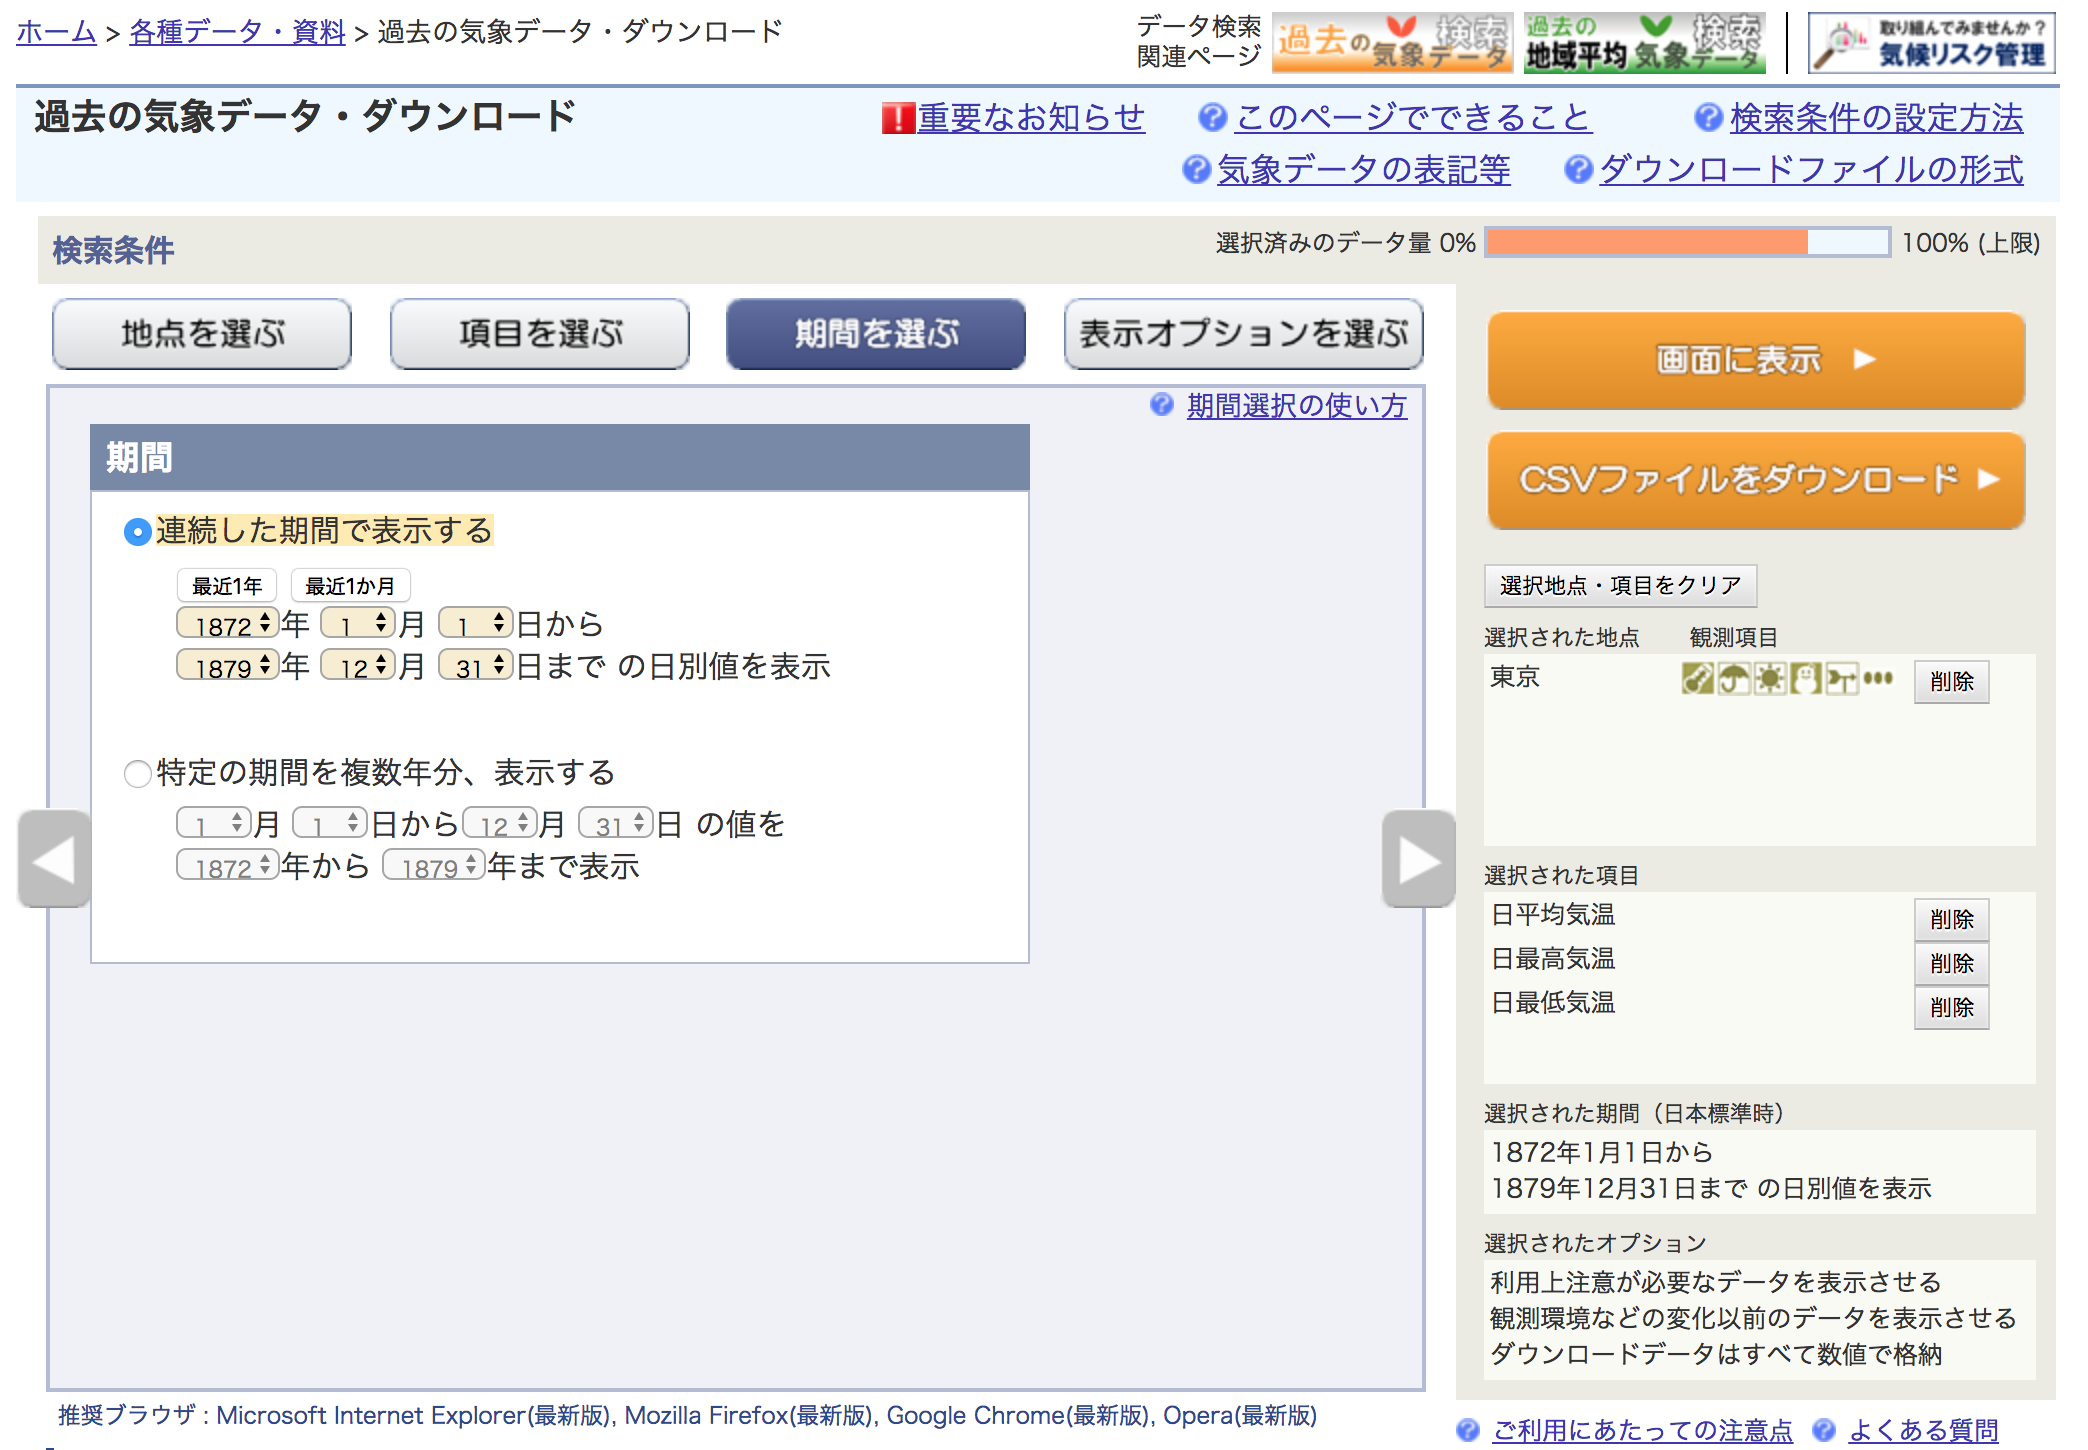 ホーム > 各種データ・資料 > 過去の気象データ・ダウンロード
データ検索
関連ページ
過去の気象データ検索
過去の地域平均気象データ検索
取り組んでみませんか？
気候リスク管理
過去の気象データ・ダウンロード
重要なお知らせ
このページでできること
検索条件の設定方法
気象データの表記等
ダウンロードファイルの形式
検索条件
選択済みのデータ量 0%
100% (上限)
地点を選ぶ
項目を選ぶ
期間を選ぶ
表示オプションを選ぶ
期間選択の使い方
期間
連続した期間で表示する
最近1年 最近1か月
1872年 1月 1日から
1879年 12月 31日まで の日別値を表示
特定の期間を複数年分、表示する
1月 1日から12月 31日 の値を
1872年から 1879年まで表示
画面に表示
CSVファイルをダウンロード
選択地点・項目をクリア
選択された地点 観測項目
東京 削除
選択された項目
日平均気温 削除
日最高気温 削除
日最低気温 削除
選択された期間（日本標準時）
1872年1月1日から
1879年12月31日まで の日別値を表示
選択されたオプション
利用上注意が必要なデータを表示させる
観測環境などの変化以前のデータを表示させる
ダウンロードデータはすべて数値で格納
推奨ブラウザ : Microsoft Internet Explorer(最新版), Mozilla Firefox(最新版), Google Chrome(最新版), Opera(最新版)
ご利用にあたっての注意点 よくある質問